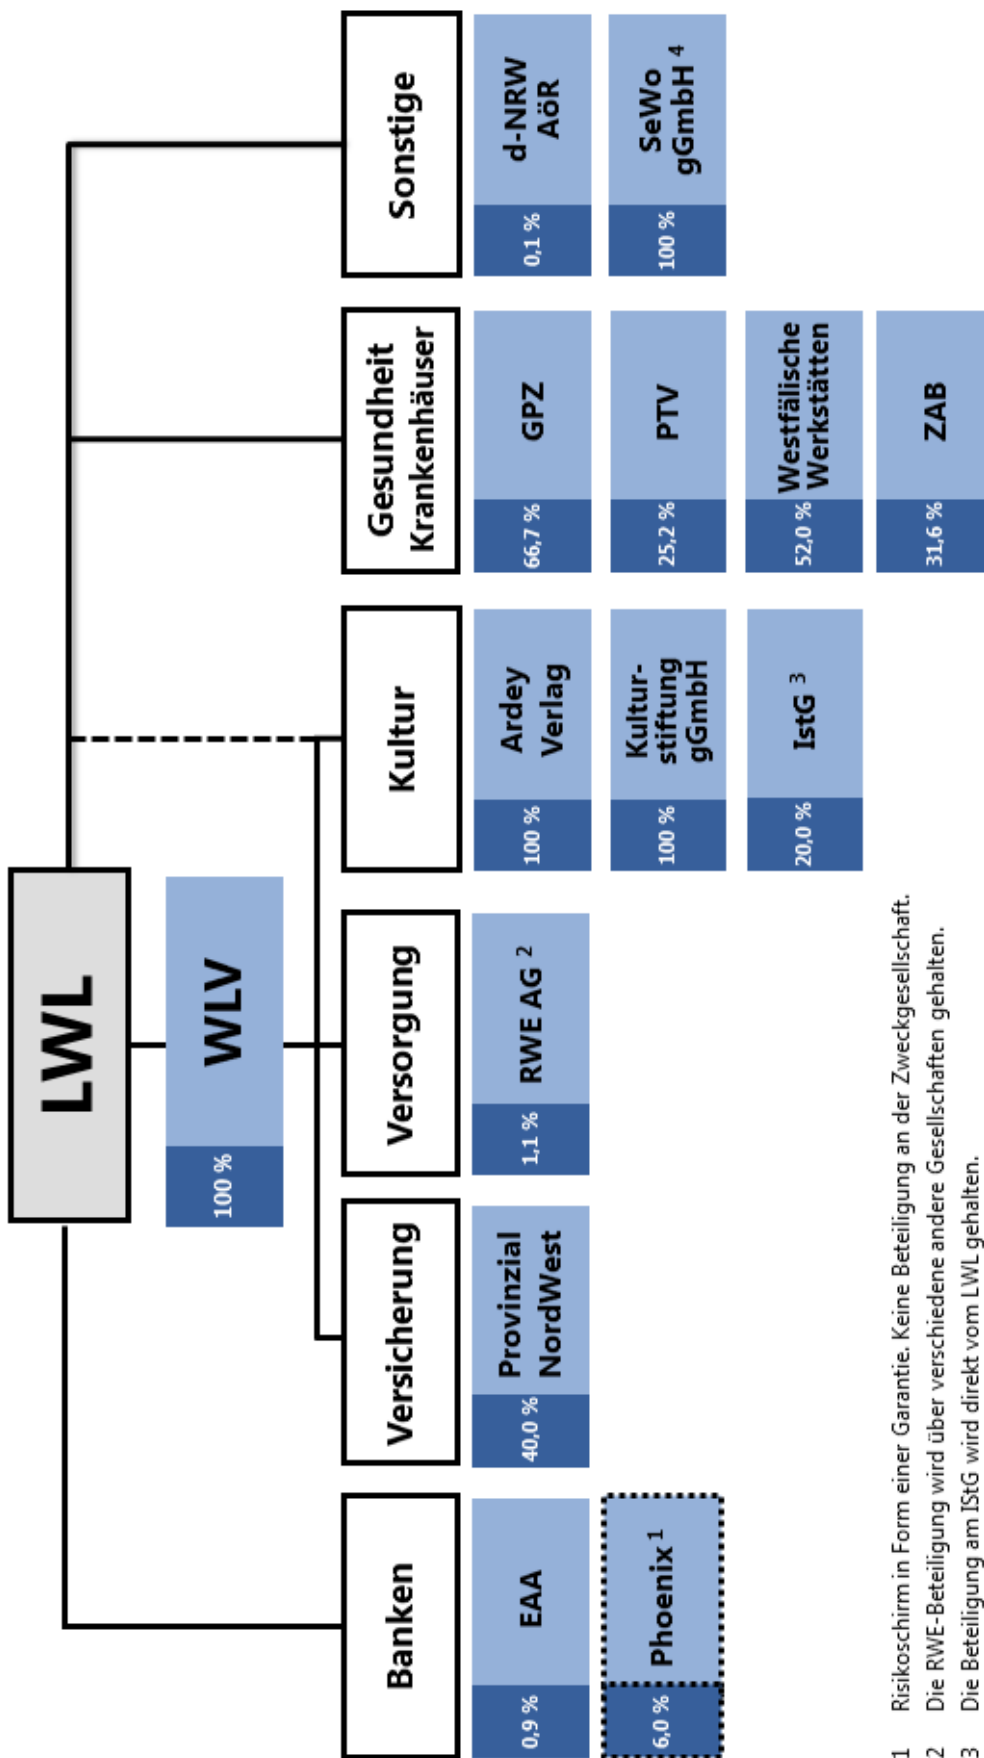 LWL
100 %
WLV
Banken
Versicherung
Versorgung
Kultur
Gesundheit
Krankenhäuser
Sonstige
0,9 %
EAA
6,0 %
Phoenix 1
40,0 %
Provinzial
NordWest
1,1 %
RWE AG 2
100 %
Ardey
Verlag
100 %
Kultur-
stiftung
gGmbH
20,0 %
IstG 3
66,7 %
GPZ
25,2 %
PTV
52,0 %
Westfälische
Werkstätten
31,6 %
ZAB
0,1 %
d-NRW
AöR
100 %
SeWo
gGmbH 4
1 Risikoschirm in Form einer Garantie. Keine Beteiligung an der Zweckgesellschaft.
2 Die RWE-Beteiligung wird über verschiedene andere Gesellschaften gehalten.
3 Die Beteiligung am IStG wird direkt vom LWL gehalten.